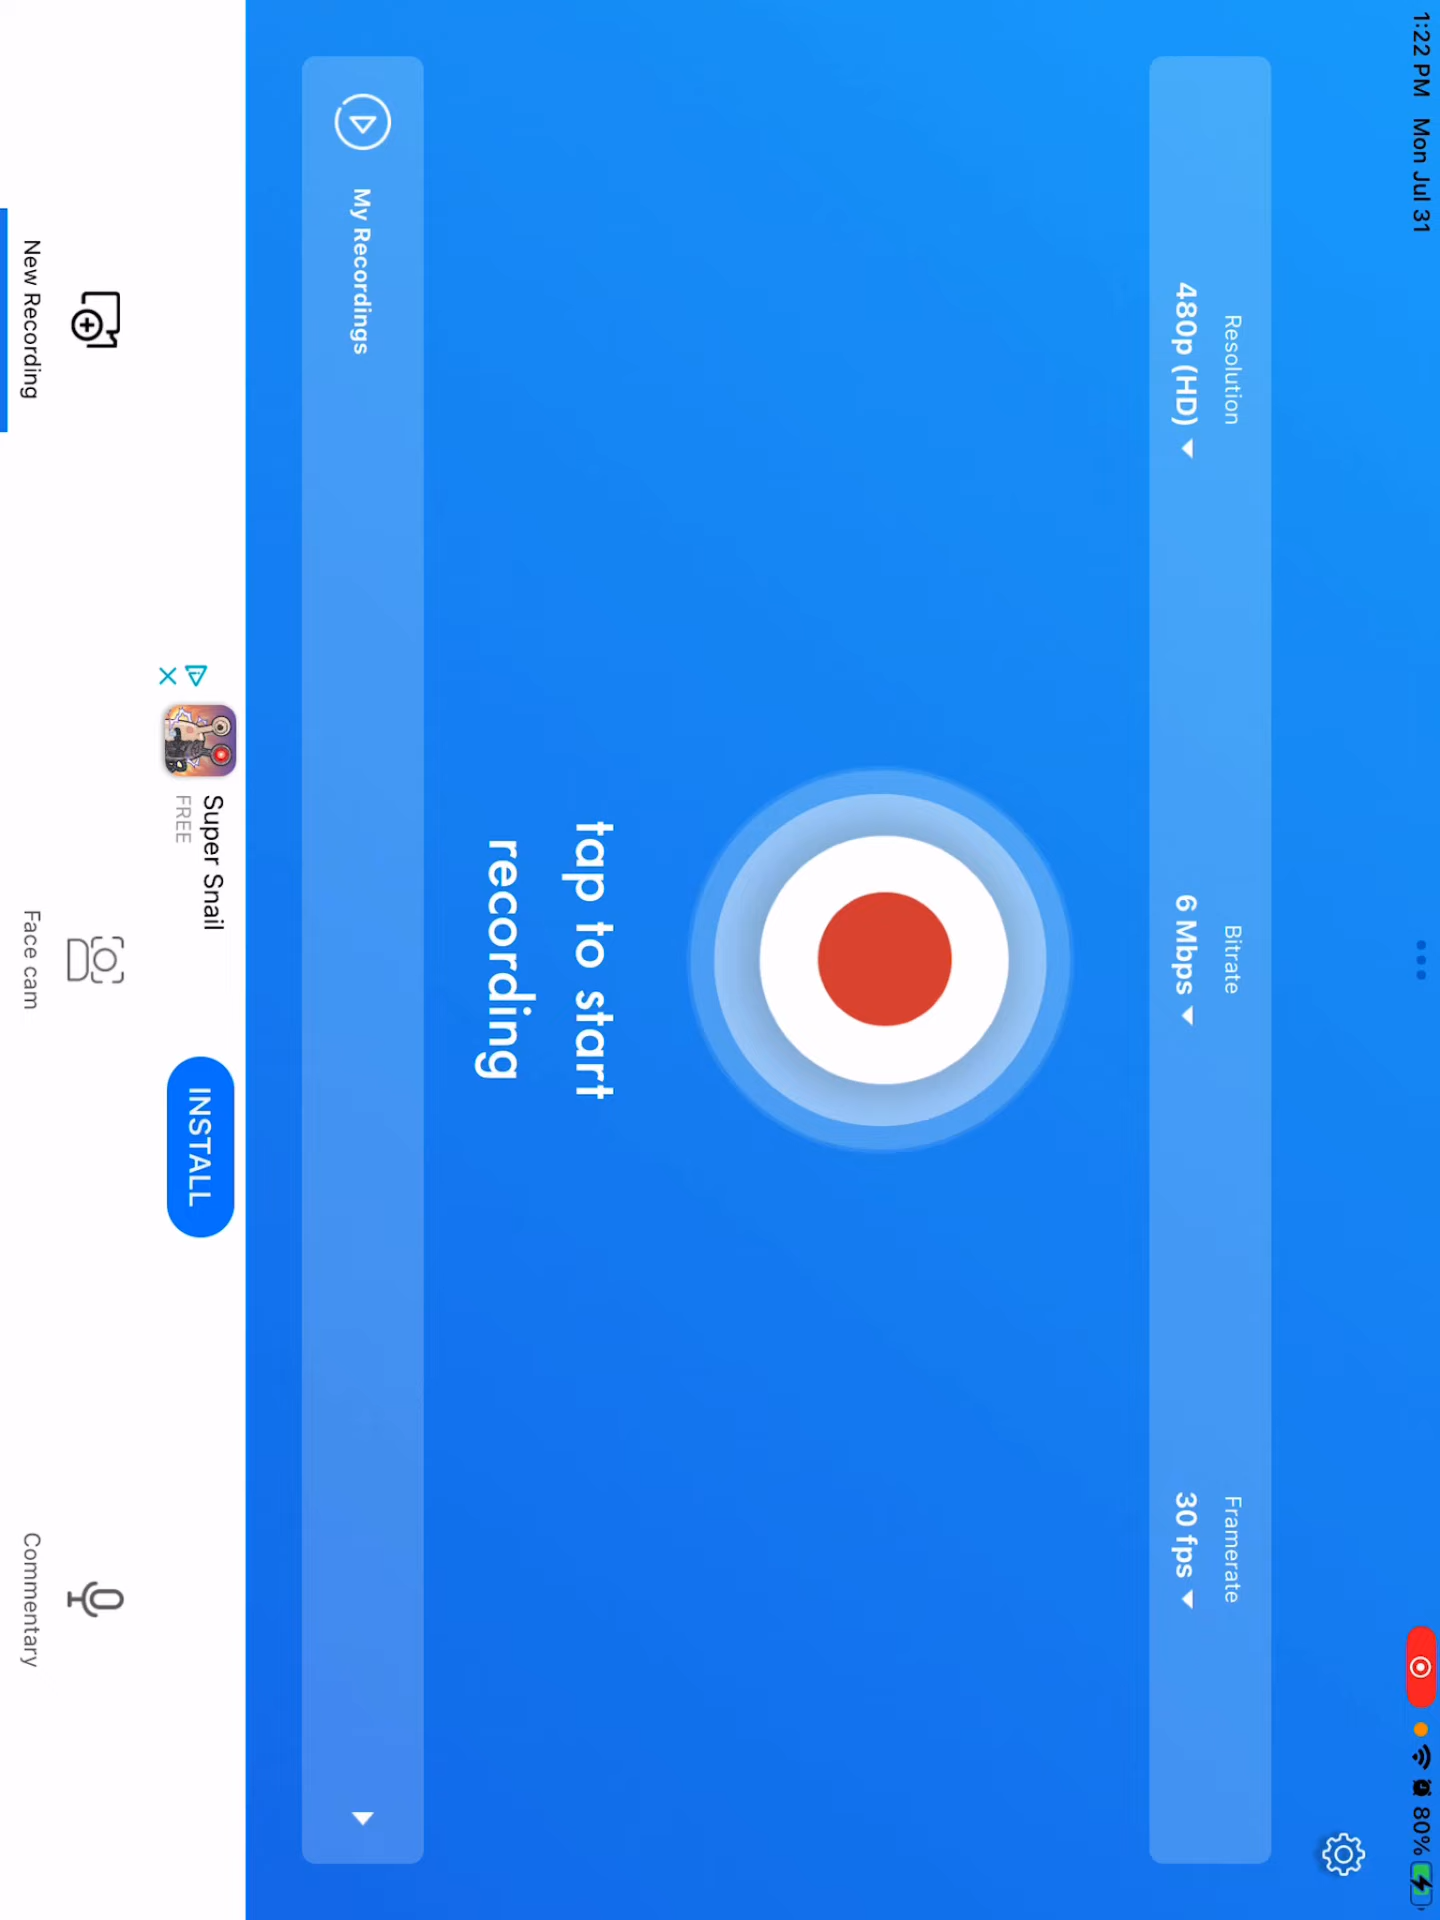 1:22 PM Mon Jul 31
80%
Resolution
480p (HD)
Bitrate
6 Mbps
Framerate
30 fps
tap to start
recording
My Recordings
Super Snail
FREE
INSTALL
New Recording
Face cam
Commentary